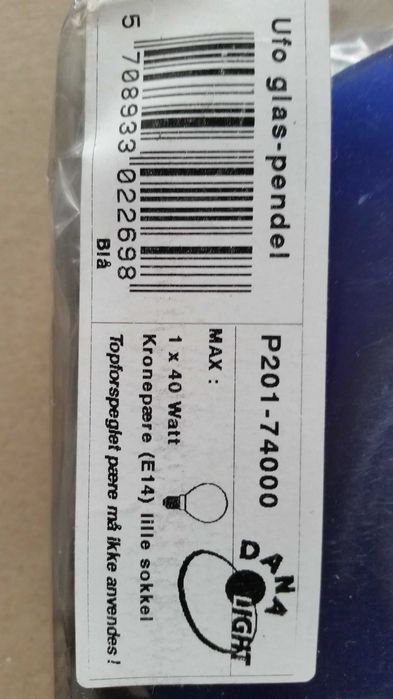 Ufo glas-pendel
5 708933 022698
Blå
P201-74000
MAX :
1 x 40 Watt
Kronepære (E14) lille sokkel
Topforspejlet pære må ikke anvendes !
DANA
LIGHT